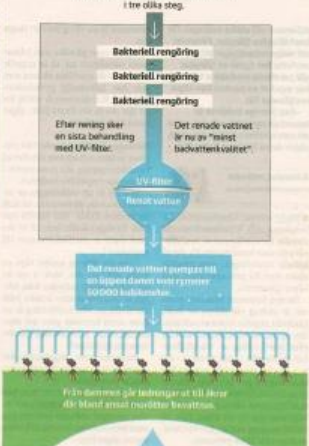 i tre olika steg.
Bakteriell rengöring
Bakteriell rengöring
Bakteriell rengöring
Efter rening sker
en sista behandling
med UV-filter.
Det renade vattnet
är nu av "minst
badvattenkvalitet".
UV-filter
Renat vatten
Det renade vattnet pumpas till
en öppen damm som rymmer
50 000 kubikmeter.
Från dammen går ledningar ut till åkrar
där bland annat morötter bevattnas.